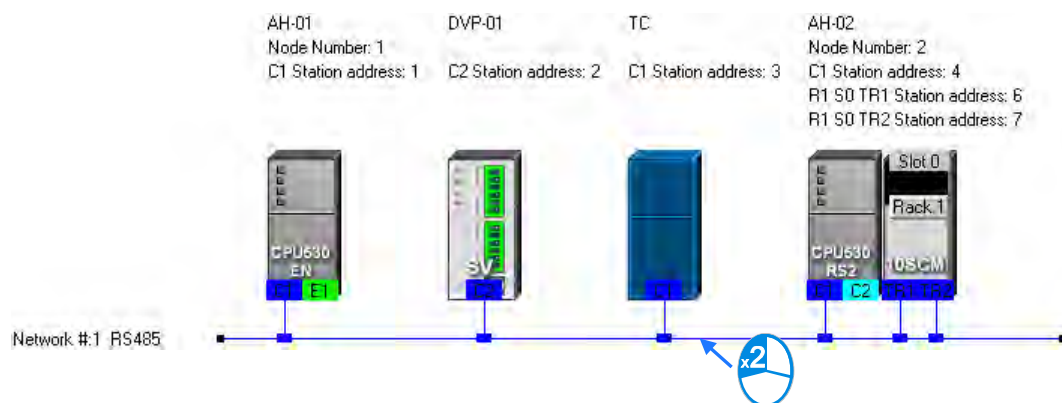 AH-01
Node Number: 1
C1 Station address: 1
DVP-01
C2 Station address: 2
TC
C1 Station address: 3
AH-02
Node Number: 2
C1 Station address: 4
R1 S0 TR1 Station address: 6
R1 S0 TR2 Station address: 7
CPU530
EN
C1 E1
SV
C2
C1
CPU530
RS2
C1 C2
Slot 0
Rack 1
10SCM
TR1 TR2
Network #:1 RS485
x2